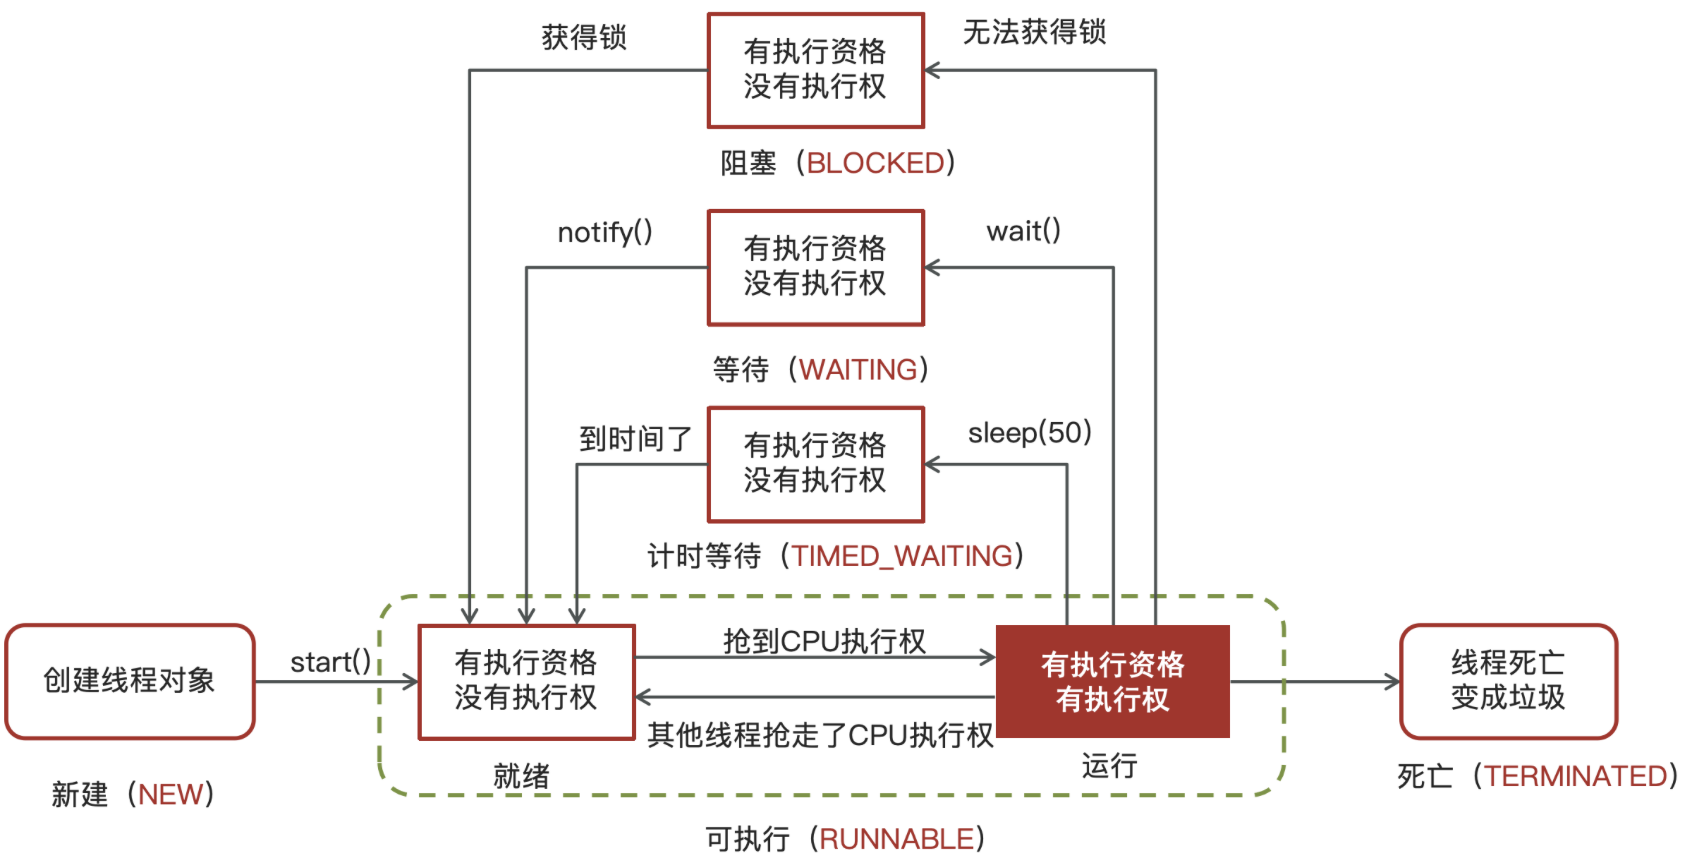 获得锁
有执行资格
没有执行权
无法获得锁
阻塞（BLOCKED）
notify()
有执行资格
没有执行权
wait()
等待（WAITING）
到时间了
有执行资格
没有执行权
sleep(50)
计时等待（TIMED_WAITING）
创建线程对象
start()
有执行资格
没有执行权
抢到CPU执行权
其他线程抢走了CPU执行权
有执行资格
有执行权
线程死亡
变成垃圾
新建（NEW）
就绪
运行
死亡（TERMINATED）
可执行（RUNNABLE）